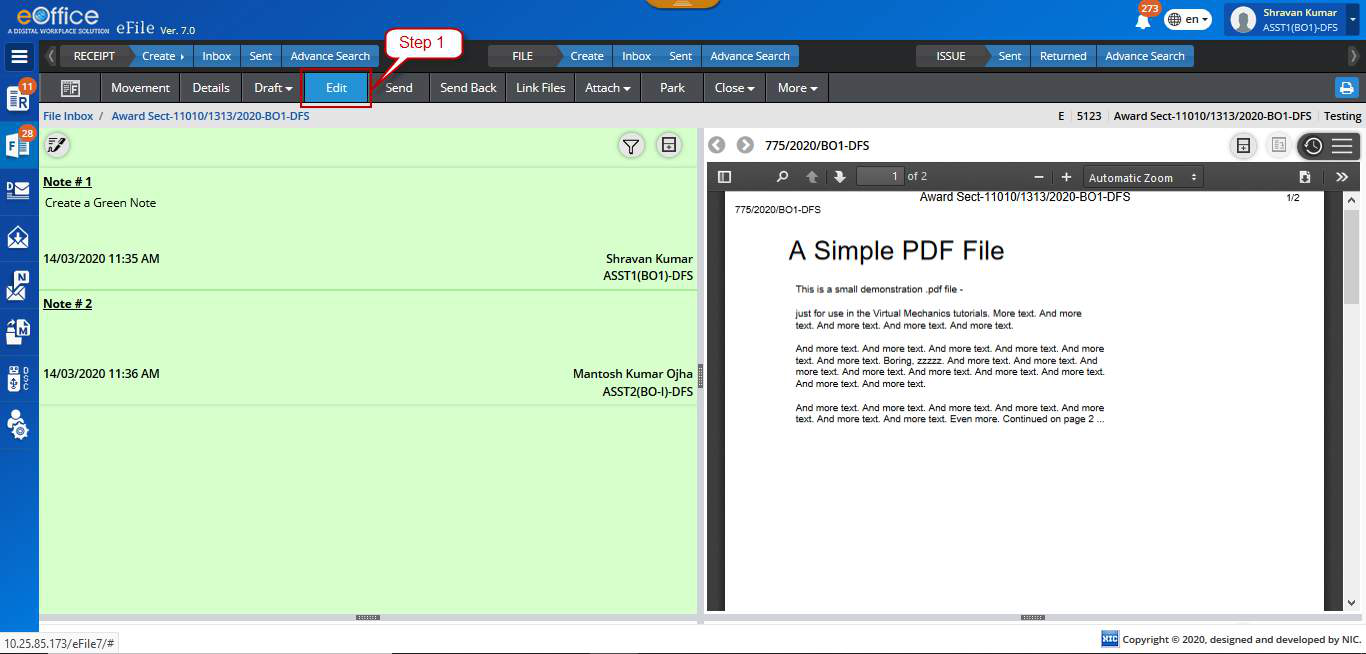 eOffice
A DIGITAL WORKPLACE SOLUTION
eFile Ver. 7.0
273
en
Shravan Kumar
ASST1(BO1)-DFS
Step 1
RECEIPT Create Inbox Sent Advance Search FILE Create Inbox Sent Advance Search ISSUE Sent Returned Advance Search
Movement Details Draft Edit Send Send Back Link Files Attach Park Close More
11
R
28
F
D
N
M
DSC
File Inbox / Award Sect-11010/1313/2020-BO1-DFS
E 5123 Award Sect-11010/1313/2020-BO1-DFS Testing
Note # 1
Create a Green Note
14/03/2020 11:35 AM Shravan Kumar
ASST1(BO1)-DFS
Note # 2
14/03/2020 11:36 AM Mantosh Kumar Ojha
ASST2(BO-I)-DFS
775/2020/BO1-DFS
1 of 2 Automatic Zoom
Award Sect-11010/1313/2020-BO1-DFS 1/2
775/2020/BO1-DFS
A Simple PDF File
This is a small demonstration .pdf file -
just for use in the Virtual Mechanics tutorials. More text. And more
text. And more text. And more text. And more text.
And more text. And more text. And more text. And more text. And more
text. And more text. Boring, zzzzz. And more text. And more text. And
more text. And more text. And more text. And more text. And more text.
And more text. And more text.
And more text. And more text. And more text. And more text. And more
text. And more text. And more text. Even more. Continued on page 2 ...
10.25.85.173/eFile7/#
NIC Copyright © 2020, designed and developed by NIC.